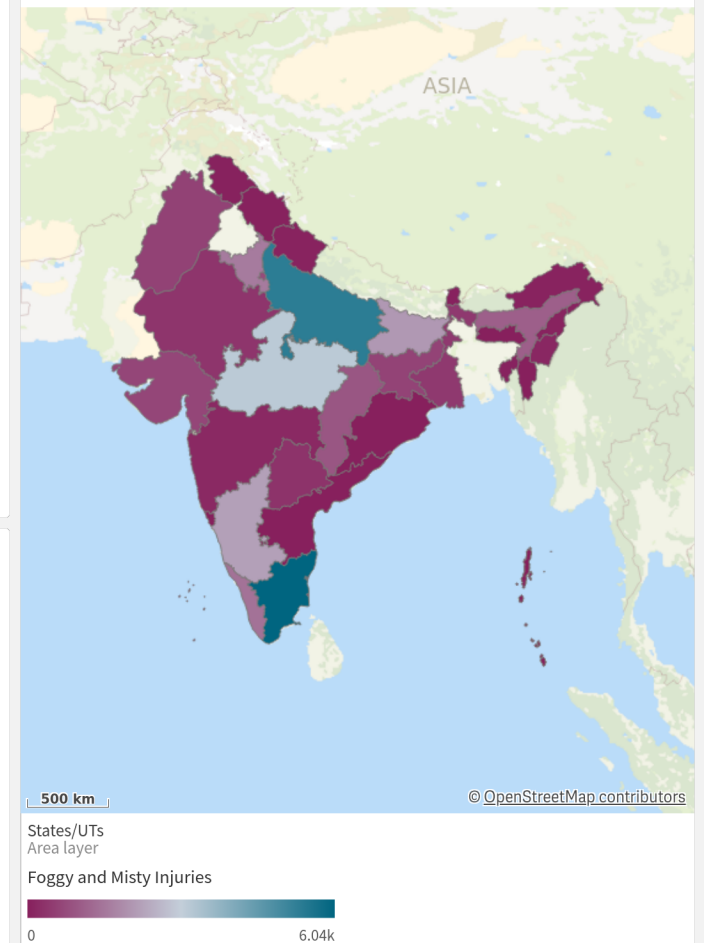 ASIA
500 km
© OpenStreetMap contributors
States/UTs
Area layer
Foggy and Misty Injuries
0 6.04k